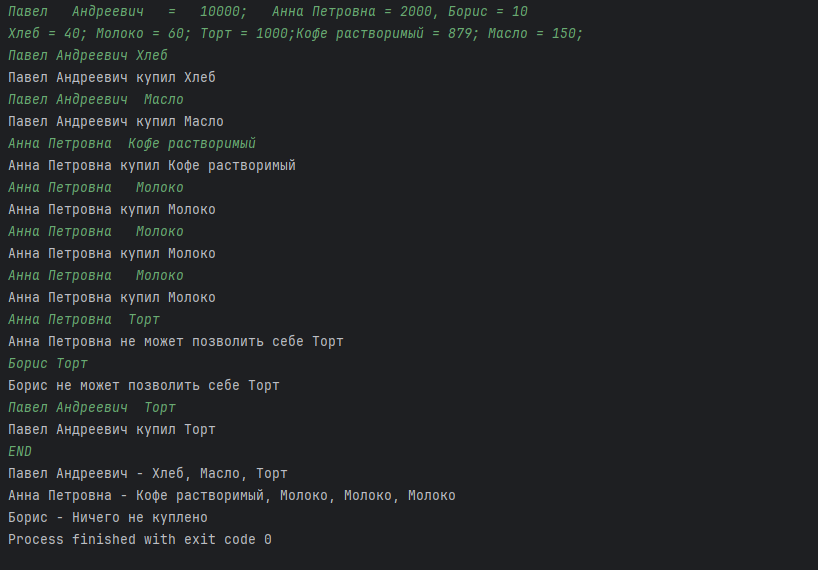 Павел   Андреевич   =   10000;   Анна Петровна = 2000, Борис = 10
Хлеб = 40; Молоко = 60; Торт = 1000;Кофе растворимый = 879; Масло = 150;
Павел Андреевич Хлеб
Павел Андреевич купил Хлеб
Павел Андреевич  Масло
Павел Андреевич купил Масло
Анна Петровна  Кофе растворимый
Анна Петровна купил Кофе растворимый
Анна Петровна   Молоко
Анна Петровна купил Молоко
Анна Петровна   Молоко
Анна Петровна купил Молоко
Анна Петровна   Молоко
Анна Петровна купил Молоко
Анна Петровна  Торт
Анна Петровна не может позволить себе Торт
Борис Торт
Борис не может позволить себе Торт
Павел Андреевич  Торт
Павел Андреевич купил Торт
END
Павел Андреевич - Хлеб, Масло, Торт
Анна Петровна - Кофе растворимый, Молоко, Молоко, Молоко
Борис - Ничего не куплено
Process finished with exit code 0